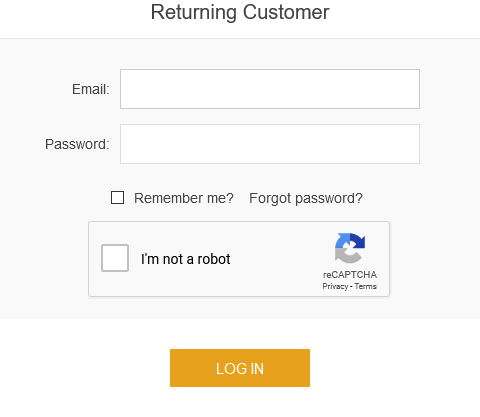 Returning Customer
Email:
Password:
Remember me? Forgot password?
I'm not a robot
reCAPTCHA
Privacy - Terms
LOG IN